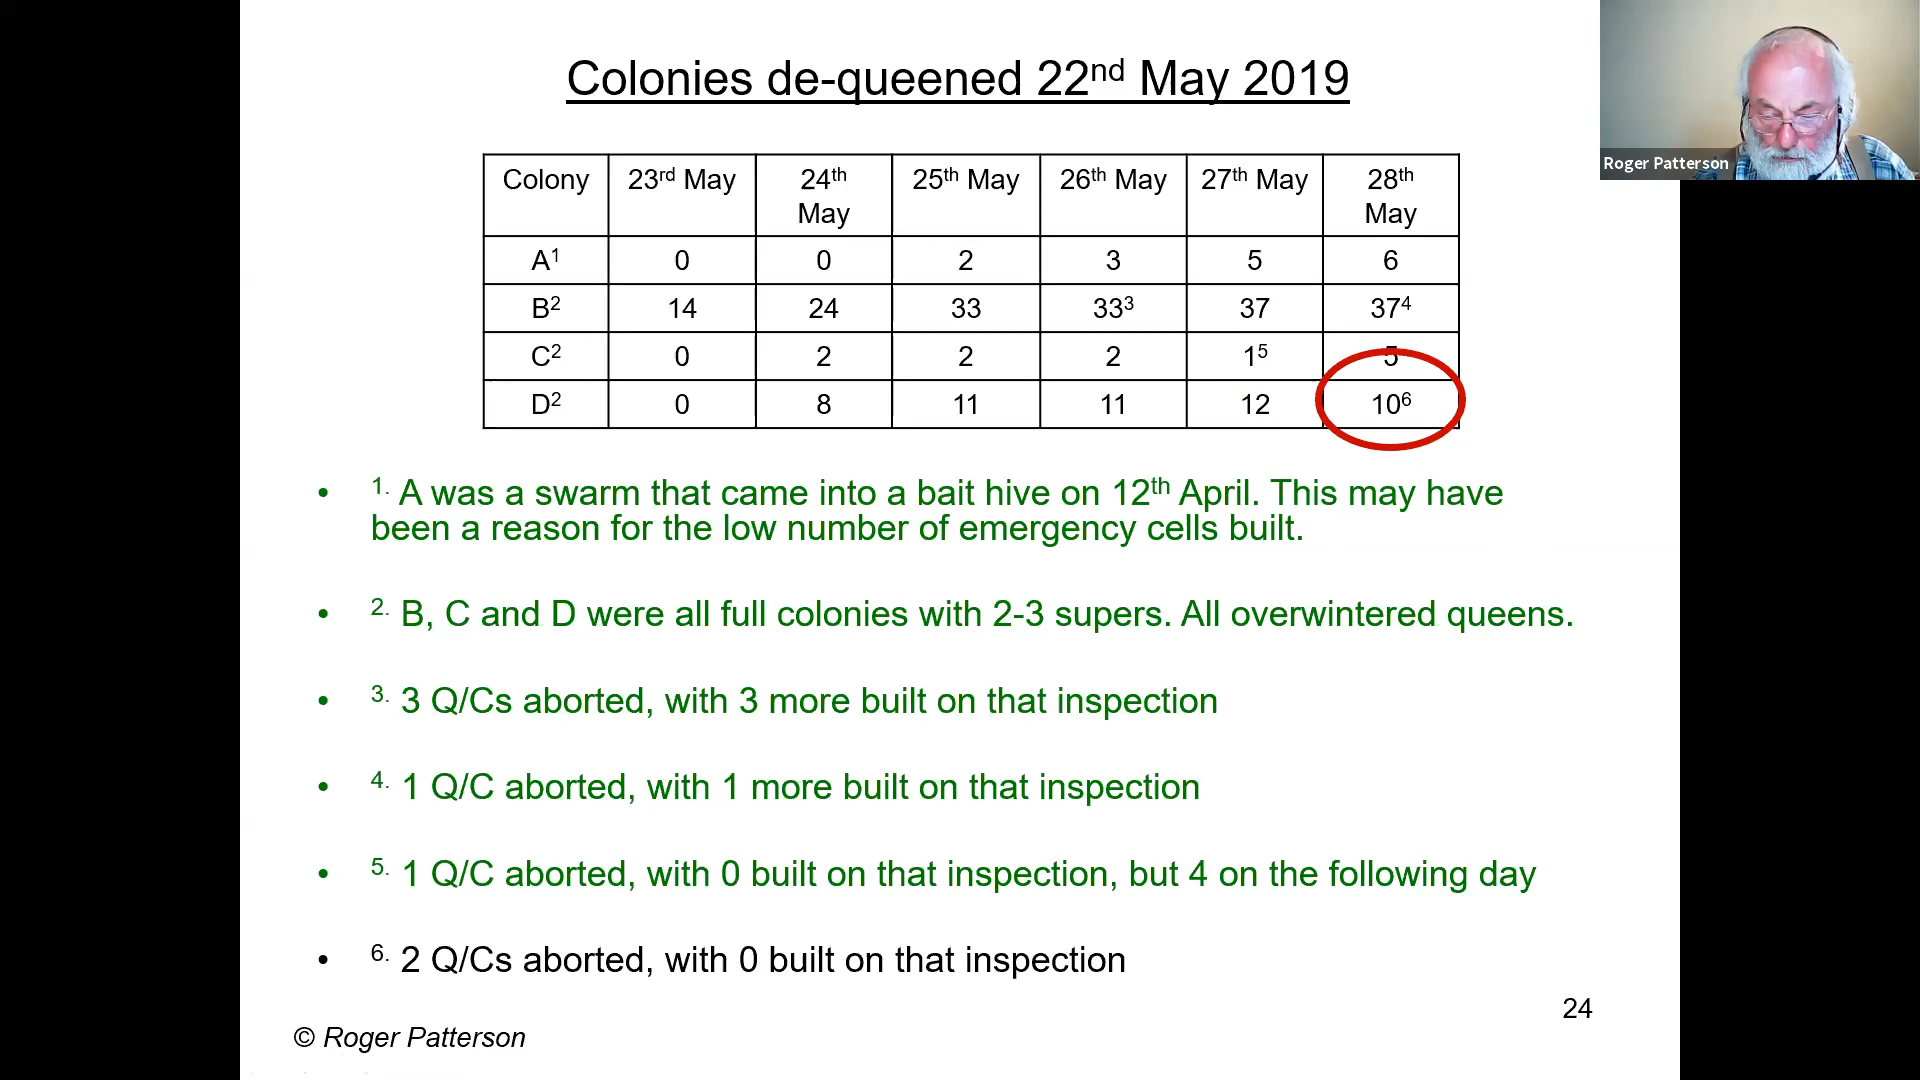 Colonies de-queened 22nd May 2019
Roger Patterson
Colony 23rd May 24th May 25th May 26th May 27th May 28th May
A1 0 0 2 3 5 6
B2 14 24 33 333 37 374
C2 0 2 2 2 15 5
D2 0 8 11 11 12 106
• 1. A was a swarm that came into a bait hive on 12th April. This may have
been a reason for the low number of emergency cells built.
• 2. B, C and D were all full colonies with 2-3 supers. All overwintered queens.
• 3. 3 Q/Cs aborted, with 3 more built on that inspection
• 4. 1 Q/C aborted, with 1 more built on that inspection
• 5. 1 Q/C aborted, with 0 built on that inspection, but 4 on the following day
• 6. 2 Q/Cs aborted, with 0 built on that inspection
24
© Roger Patterson